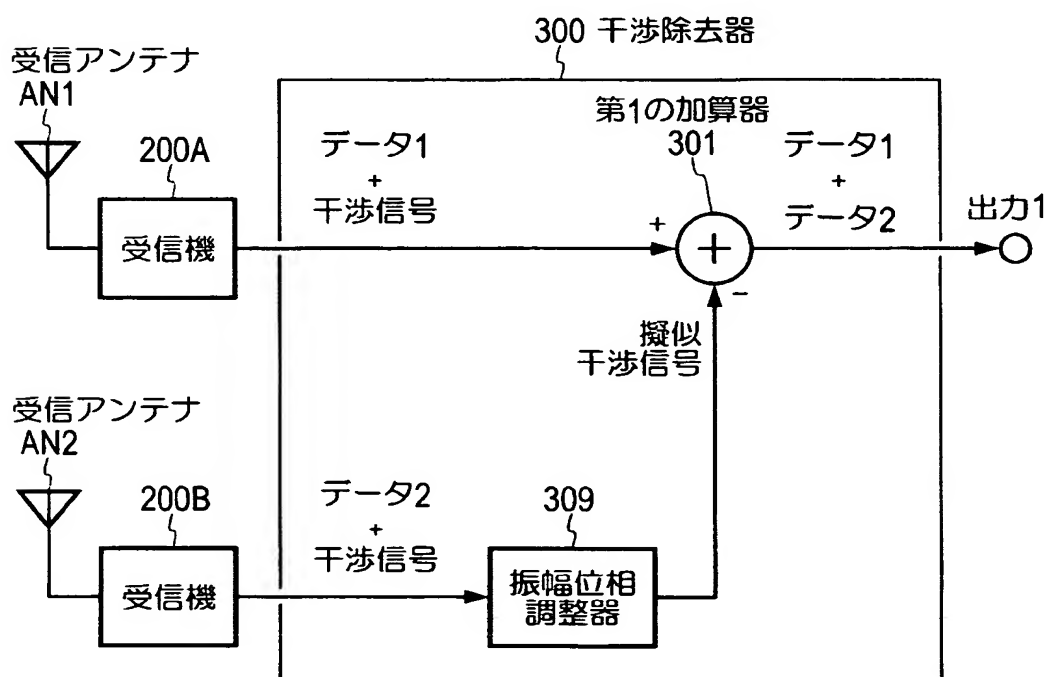 300 干渉除去器
受信アンテナ
AN1
200A
受信機
データ1
+
干渉信号
第1の加算器
301
+
+
-
データ1
+
データ2
出力1
擬似
干渉信号
受信アンテナ
AN2
200B
受信機
データ2
+
干渉信号
309
振幅位相
調整器